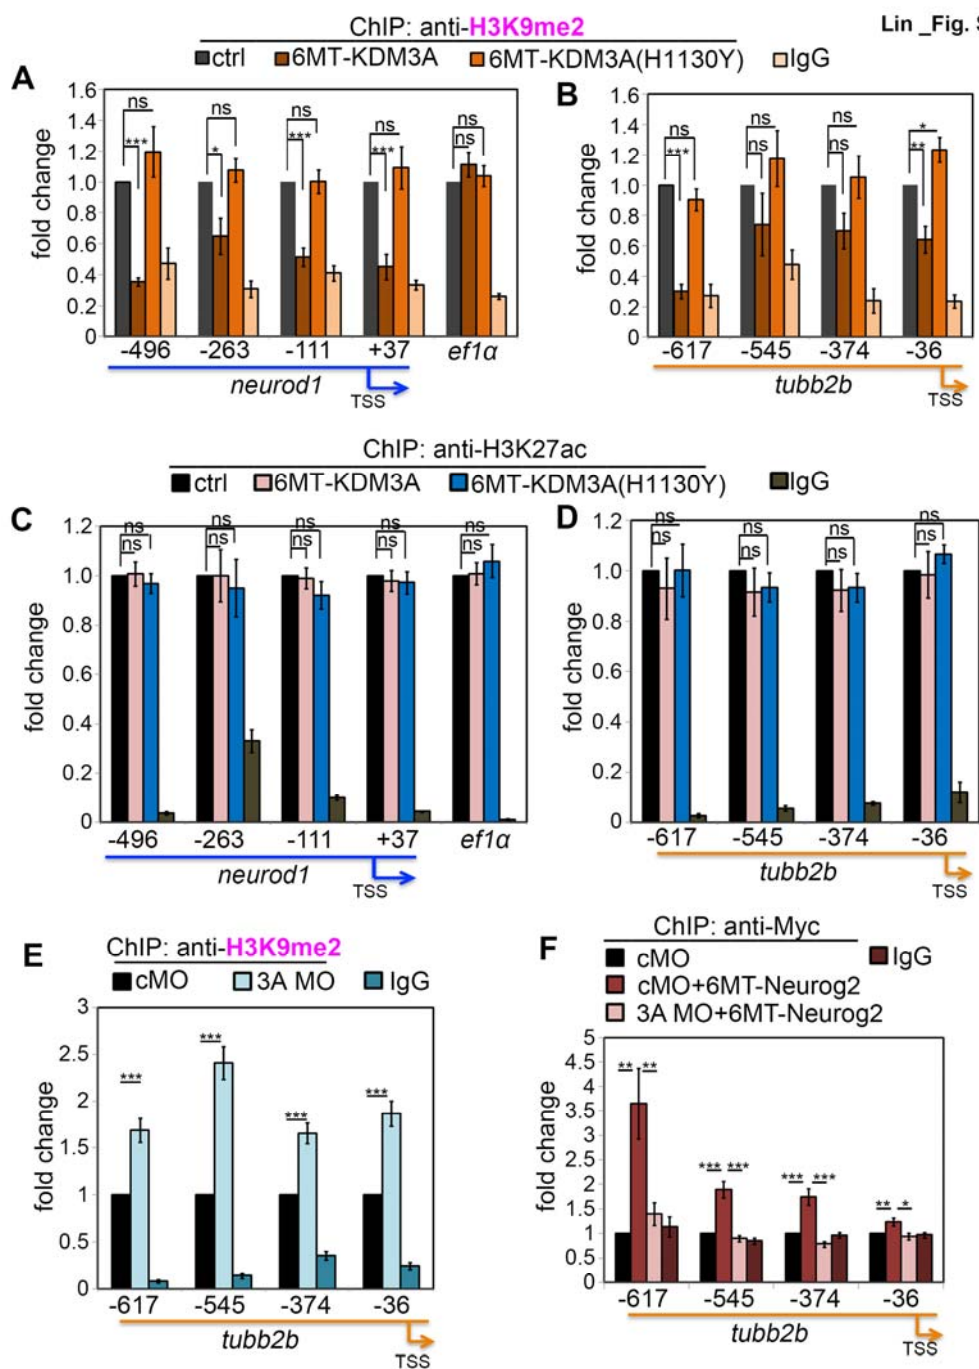 Lin _Fig. S
ChIP: anti-H3K9me2
ctrl 6MT-KDM3A 6MT-KDM3A(H1130Y) IgG
A
fold change
1.6
1.4
1.2
1.0
0.8
0.6
0.4
0.2
0
ns *** ns * ns *** ns *** ns ns
-496 -263 -111 +37 ef1α
neurod1
TSS
B
fold change
1.6
1.4
1.2
1.0
0.8
0.6
0.4
0.2
0
ns *** ns ns ns ns * **
-617 -545 -374 -36
tubb2b
TSS
ChIP: anti-H3K27ac
ctrl 6MT-KDM3A 6MT-KDM3A(H1130Y) IgG
C
fold change
1.2
1.0
0.8
0.6
0.4
0.2
0
ns ns ns ns ns ns ns ns ns ns
-496 -263 -111 +37 ef1α
neurod1
TSS
D
fold change
1.2
1.0
0.8
0.6
0.4
0.2
0
ns ns ns ns ns ns ns ns
-617 -545 -374 -36
tubb2b
TSS
E
ChIP: anti-H3K9me2
cMO 3A MO IgG
fold change
3
2.5
2
1.5
1
0.5
0
*** *** *** ***
-617 -545 -374 -36
tubb2b
TSS
F
ChIP: anti-Myc
cMO IgG
cMO+6MT-Neurog2
3A MO+6MT-Neurog2
fold change
5
4.5
3.5
3
2.5
2
1.5
1
0.5
0
** ** *** *** *** *** ** *
-617 -545 -374 -36
tubb2b
TSS